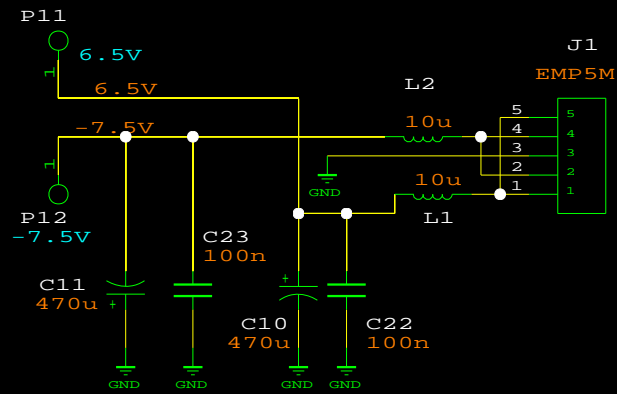 P11
6.5V
1
6.5V
J1
EMP5M
L2
10u
-7.5V
5
5
4
4
3
3
2
2
1
1
GND
10u
L1
1
P12
-7.5V
C23
100n
C11
470u
+
+
C10
470u
C22
100n
GND
GND
GND
GND